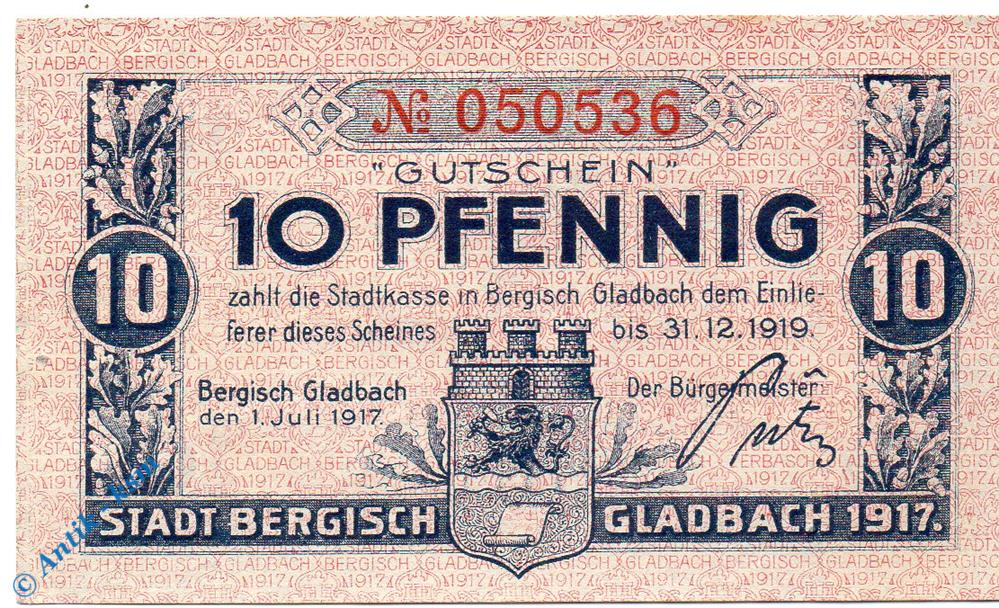 № 050536
"GUTSCHEIN"
10 PFENNIG
10 10
zahlt die Stadtkasse in Bergisch Gladbach dem Einlie-
ferer dieses Scheines bis 31.12.1919.
Bergisch Gladbach
den 1. Juli 1917.
Der Bürgermeister
STADT BERGISCH GLADBACH 1917.